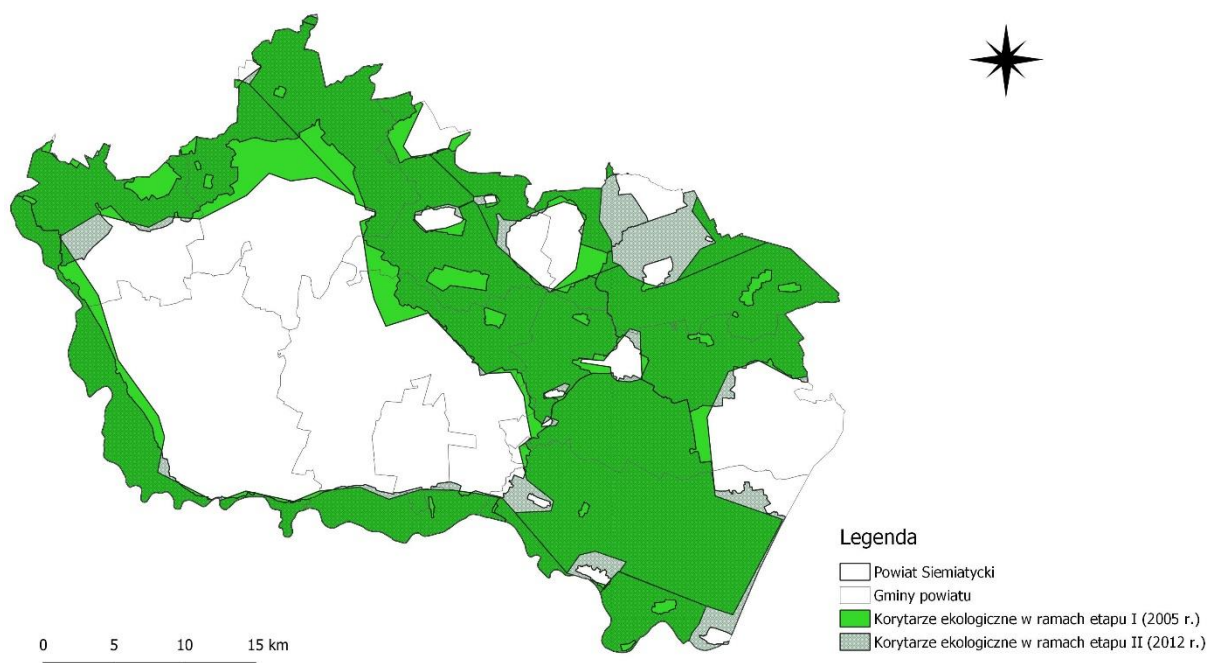 Legenda
Powiat Siemiatycki
Gminy powiatu
Korytarze ekologiczne w ramach etapu I (2005 r.)
Korytarze ekologiczne w ramach etapu II (2012 r.)
0 5 10 15 km